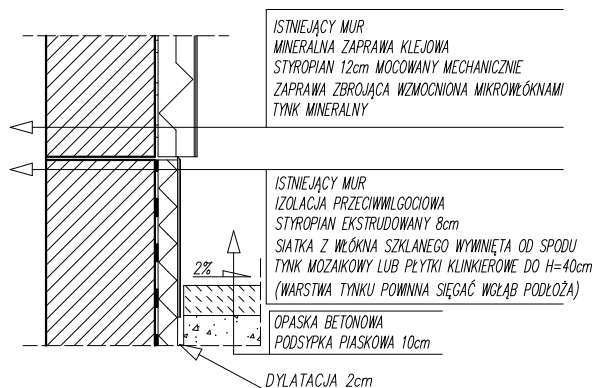 ISTNIEJĄCY MUR
MINERALNA ZAPRAWA KLEJOWA
STYROPIAN 12cm MOCOWANY MECHANICZNIE
ZAPRAWA ZBROJĄCA WZMOCNIONA MIKROWŁÓKNAMI
TYNK MINERALNY
ISTNIEJĄCY MUR
IZOLACJA PRZECIWWILGOCIOWA
STYROPIAN EKSTRUDOWANY 8cm
SIATKA Z WŁÓKNA SZKLANEGO WYWINIĘTA OD SPODU
TYNK MOZAIKOWY LUB PŁYTKI KLINKIEROWE DO H=40cm
(WARSTWA TYNKU POWINNA SIĘGAĆ WGŁĄB PODŁOŻA)
2%
OPASKA BETONOWA
PODSYPKA PIASKOWA 10cm
DYLATACJA 2cm